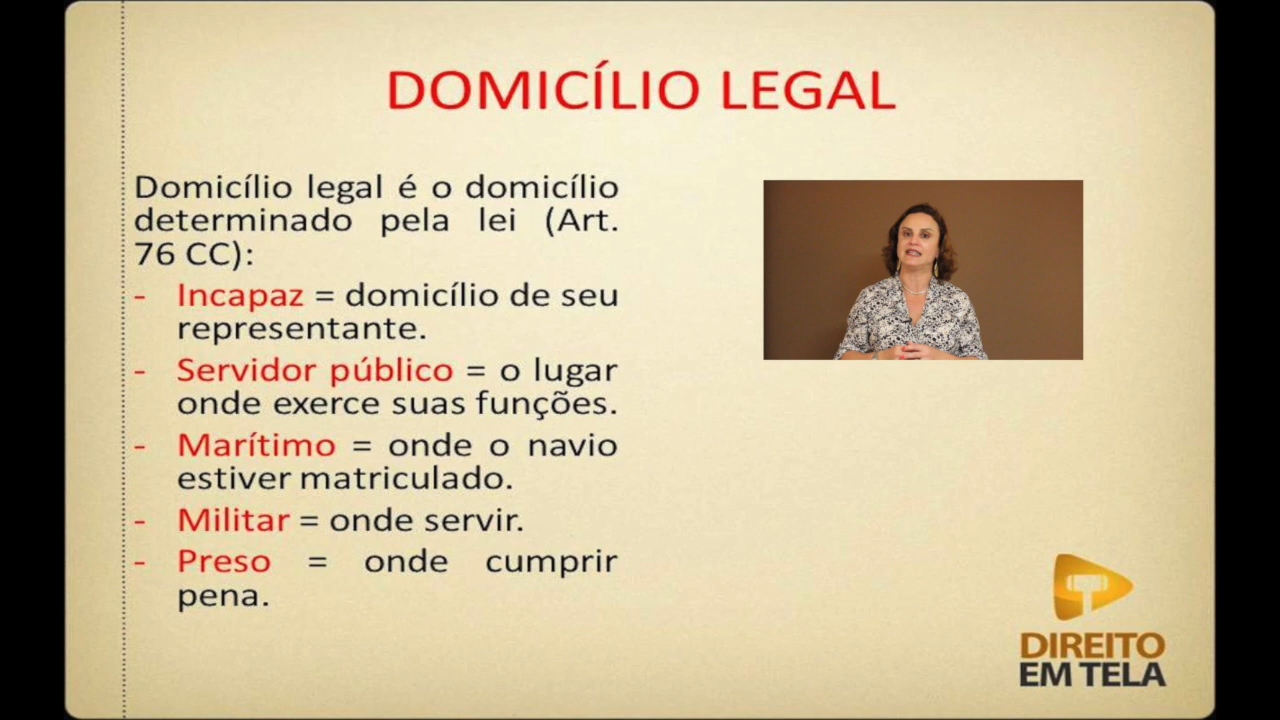 DOMICÍLIO LEGAL
Domicílio legal é o domicílio
determinado pela lei (Art.
76 CC):
- Incapaz = domicílio de seu
representante.
- Servidor público = o lugar
onde exerce suas funções.
- Marítimo = onde o navio
estiver matriculado.
- Militar = onde servir.
- Preso = onde cumprir
pena.
DIREITO
EM TELA